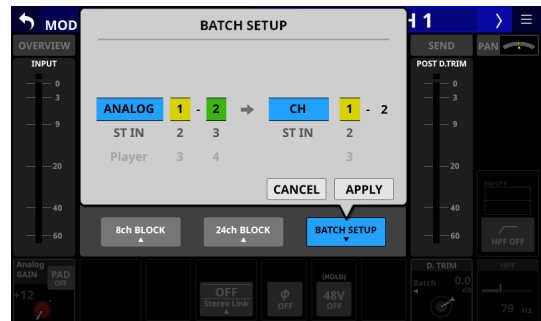 MOD
BATCH SETUP
H 1
OVERVIEW
SEND
PAN
INPUT
POST D.TRIM
0
3
9
20
40
60
0
3
9
20
40
60
ANALOG 1 - 2 CH 1 - 2
ST IN 2 3 ST IN 2
Player 3 4 3
CANCEL APPLY
8ch BLOCK
24ch BLOCK
BATCH SETUP
EQ/OFF
HPF OFF
Analog
GAIN
PAD
OFF
+12
OFF
Stereo Link
φ
OFF
(HOLD)
48V
OFF
D. TRIM
Batch 0.0
dB
HPF
79 Hz